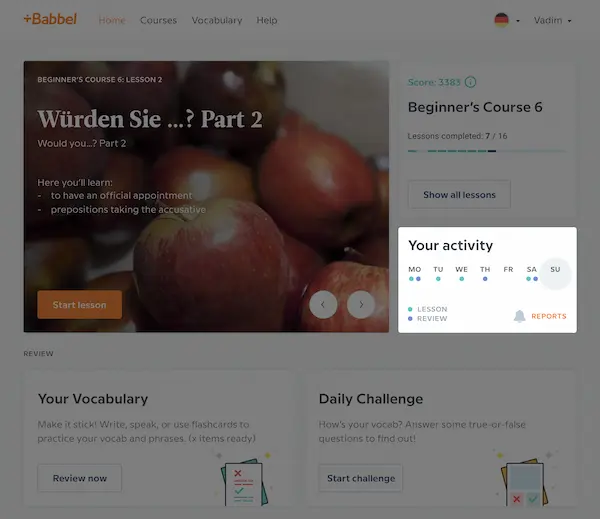 +Babbel
Home Courses Vocabulary Help
Vadim
BEGINNER'S COURSE 6: LESSON 2
Würden Sie ...? Part 2
Would you...? Part 2
Here you'll learn:
- to have an official appointment
- prepositions taking the accusative
Start lesson
Score: 3383
Beginner's Course 6
Lessons completed: 7 / 16
Show all lessons
Your activity
MO TU WE TH FR SA SU
LESSON
REVIEW
REPORTS
REVIEW
Your Vocabulary
Make it stick! Write, speak, or use flashcards to
practice your vocab and phrases. (x items ready)
Review now
Daily Challenge
How's your vocab? Answer some true-or-false
questions to find out!
Start challenge